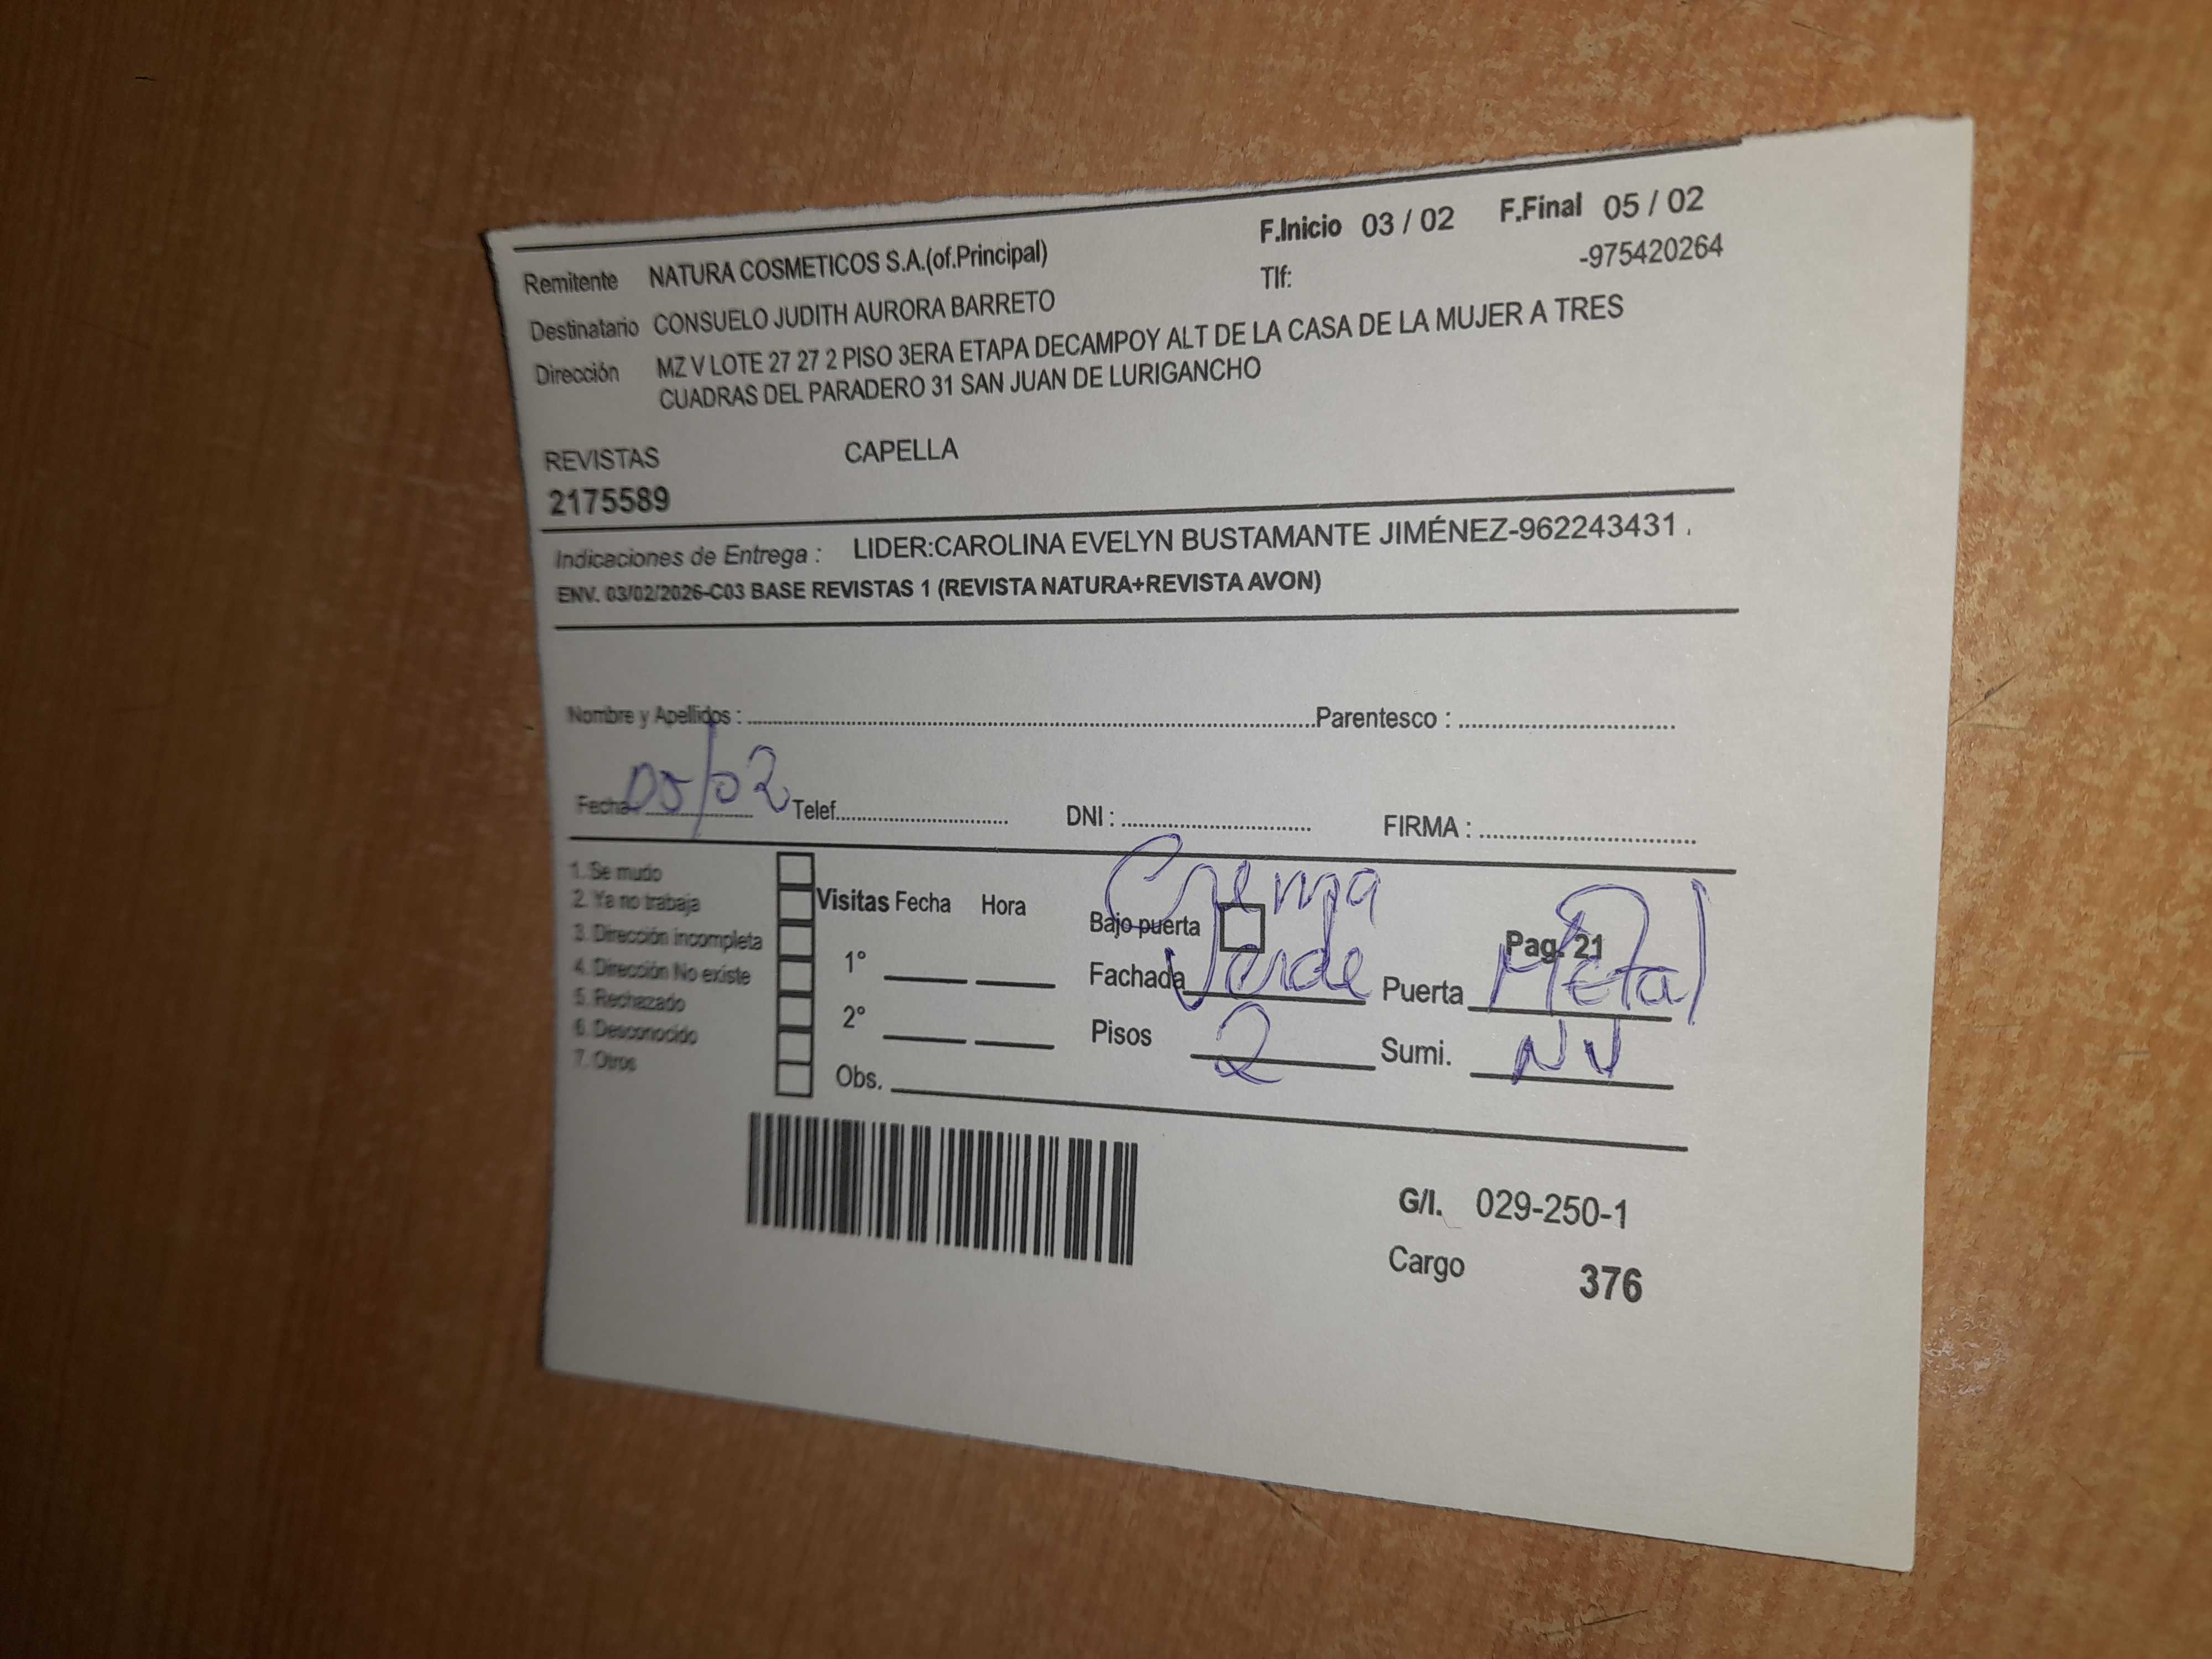 F.Inicio 03 / 02 F.Final 05 / 02
Remitente NATURA COSMETICOS S.A.(of.Principal)
Tlf: -975420264
Destinatario CONSUELO JUDITH AURORA BARRETO
Dirección MZ V LOTE 27 27 2 PISO 3ERA ETAPA DECAMPOY ALT DE LA CASA DE LA MUJER A TRES
CUADRAS DEL PARADERO 31 SAN JUAN DE LURIGANCHO
REVISTAS CAPELLA
2175589
Indicaciones de Entrega : LIDER:CAROLINA EVELYN BUSTAMANTE JIMÉNEZ-962243431 .
ENV. 03/02/2026-C03 BASE REVISTAS 1 (REVISTA NATURA+REVISTA AVON)
Nombre y Apellidos : Parentesco :
Fecha 05/02 Telef. DNI : FIRMA :
1. Se mudo
2. Ya no trabaja
3. Dirección incompleta
4. Dirección No existe
5. Rechazado
6. Desconocido
7. Otros
Visitas Fecha Hora
1°
2°
Obs.
Crema
Bajo puerta Pag. 21
Fachada Verde Puerta Metal
Pisos 2 Sumi. NV
G/I. 029-250-1
Cargo 376